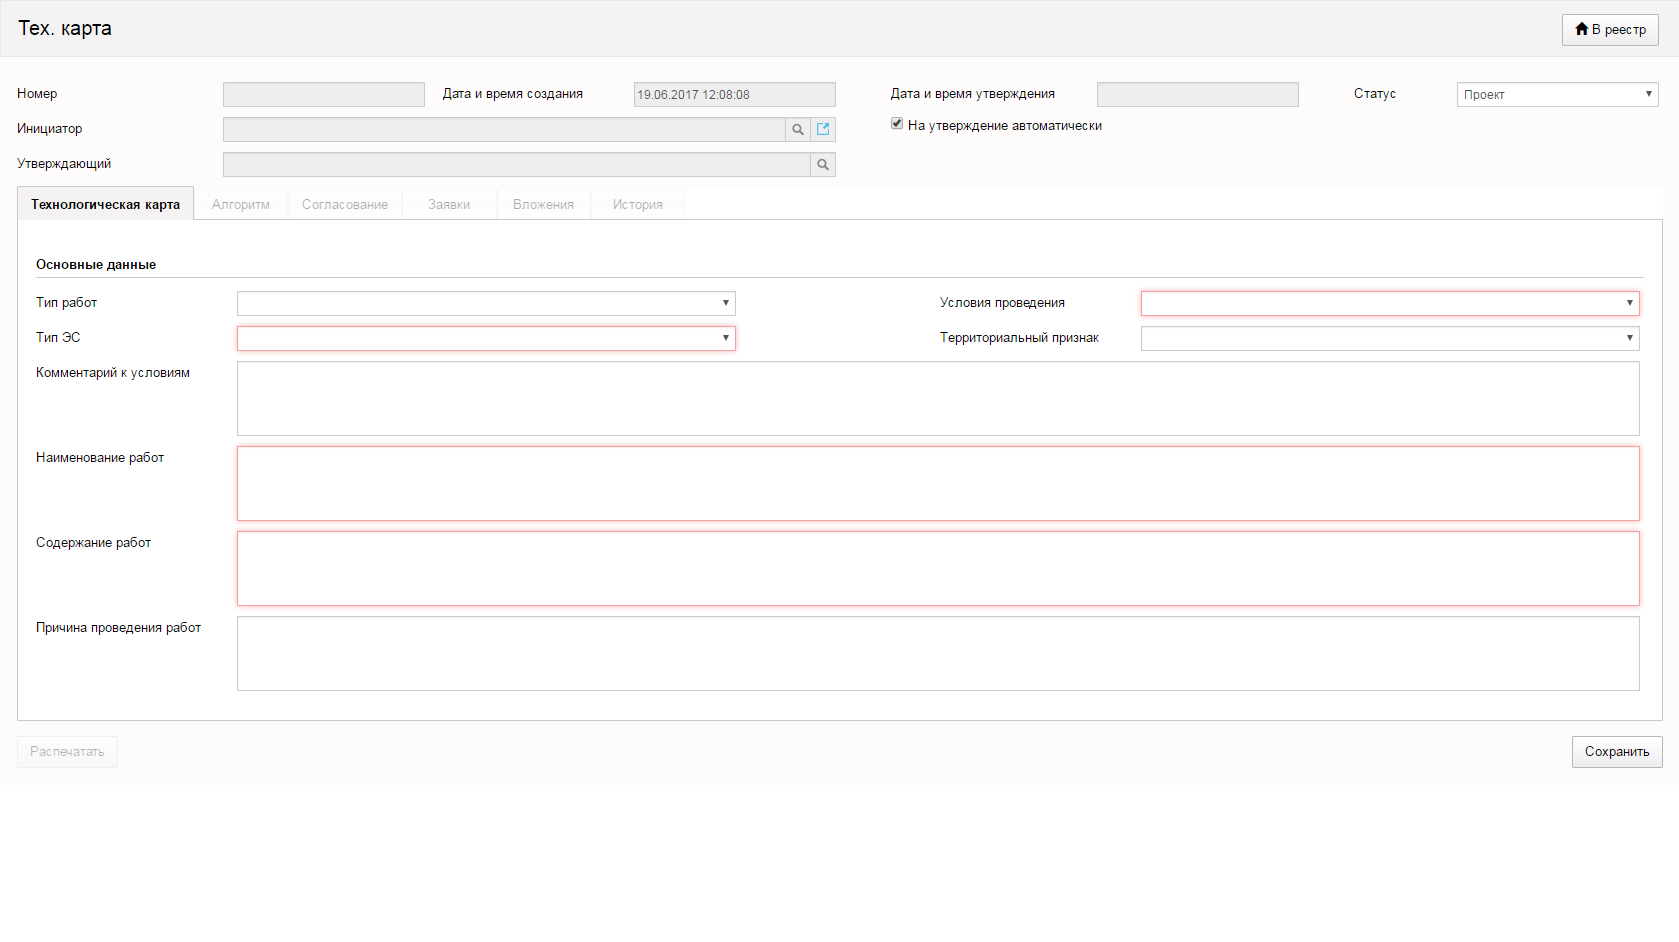 Тех. карта
В реестр
Номер
Дата и время создания
19.06.2017 12:08:08
Дата и время утверждения
Статус
Проект
Инициатор
На утверждение автоматически
Утверждающий
Технологическая карта
Алгоритм
Согласование
Заявки
Вложения
История
Основные данные
Тип работ
Условия проведения
Тип ЭС
Территориальный признак
Комментарий к условиям
Наименование работ
Содержание работ
Причина проведения работ
Распечатать
Сохранить